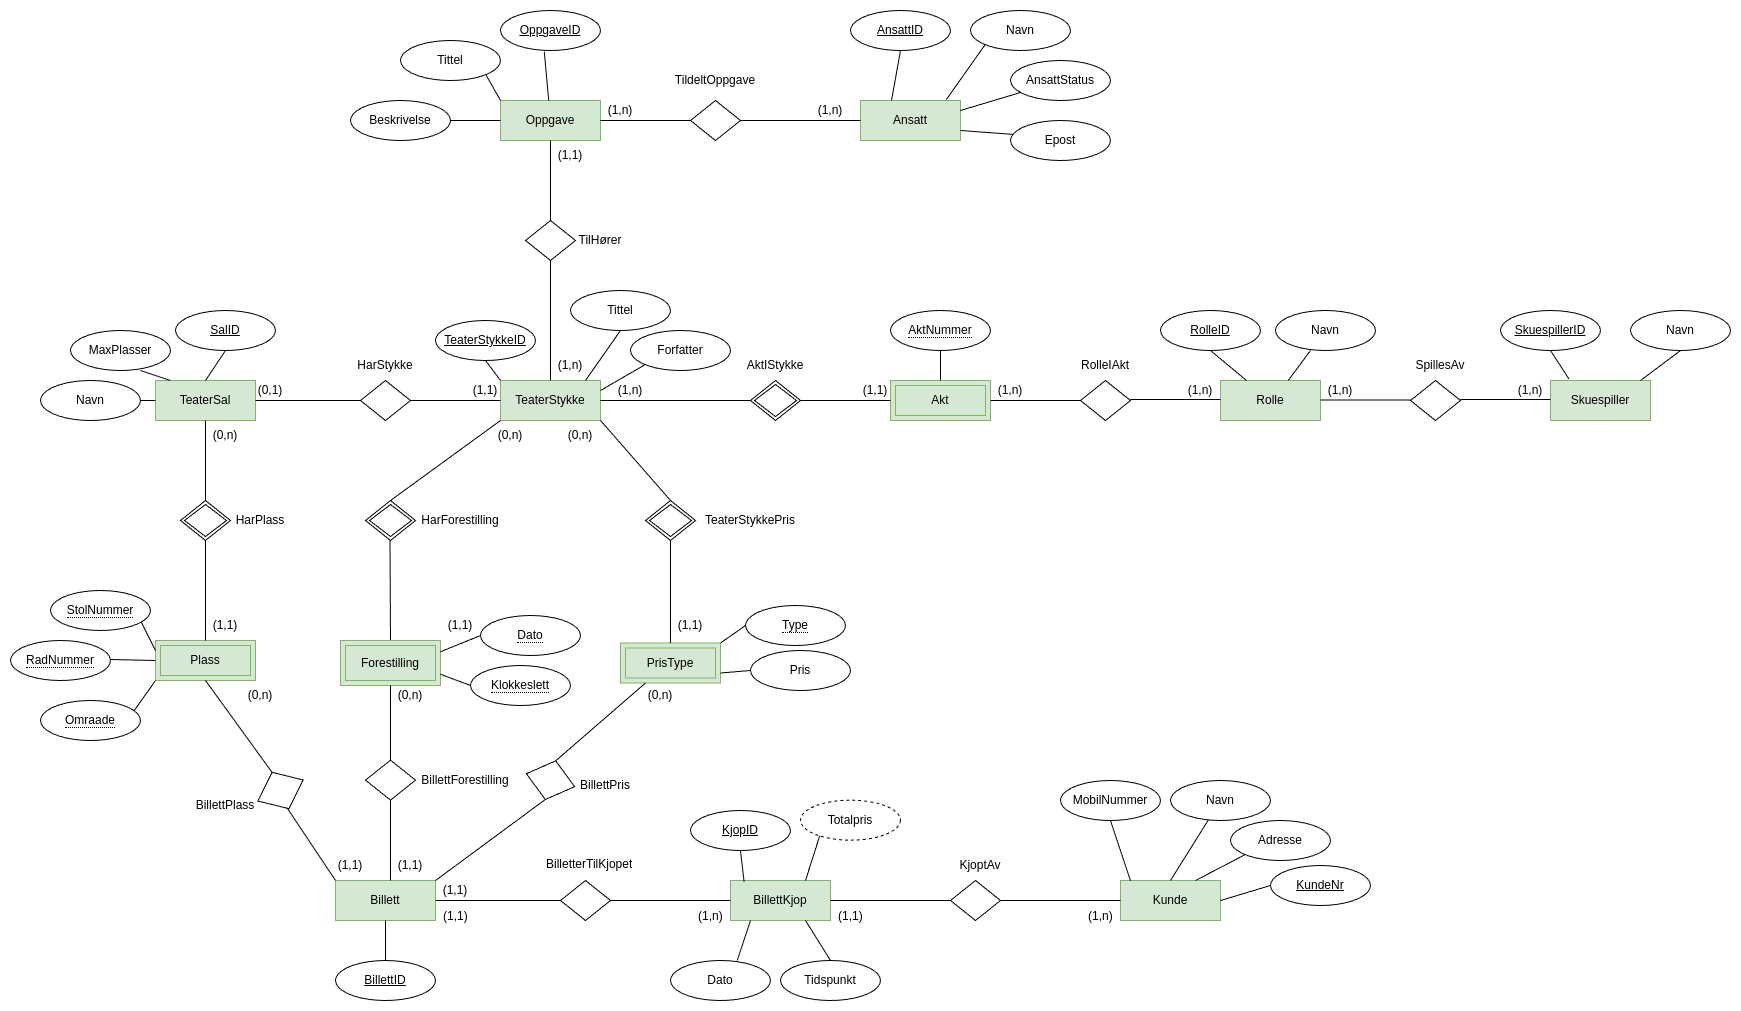 OppgaveID
AnsattID
Navn
Tittel
TildeltOppgave
AnsattStatus
Beskrivelse
Oppgave
(1,n)
(1,n)
Ansatt
Epost
(1,1)
TilHører
SalID
TeaterStykkeID
Tittel
AktNummer
RolleID
Navn
SkuespillerID
Navn
MaxPlasser
Forfatter
HarStykke
(1,n)
AktIStykke
RolleIAkt
SpillesAv
Navn
TeaterSal
(0,1)
(1,1)
TeaterStykke
(1,n)
(1,1)
Akt
(1,n)
(1,n)
Rolle
(1,n)
(1,n)
Skuespiller
(0,n)
(0,n)
(0,n)
HarPlass
HarForestilling
TeaterStykkePris
StolNummer
(1,1)
(1,1)
Dato
(1,1)
Type
RadNummer
Plass
Forestilling
PrisType
Pris
Klokkeslett
(0,n)
(0,n)
(0,n)
Omraade
BillettPlass
BillettForestilling
BillettPris
MobilNummer
Navn
KjopID
Totalpris
Adresse
(1,1)
(1,1)
BilletterTilKjopet
KjoptAv
KundeNr
Billett
(1,1)
(1,1)
(1,n)
BillettKjop
(1,1)
(1,n)
Kunde
BillettID
Dato
Tidspunkt